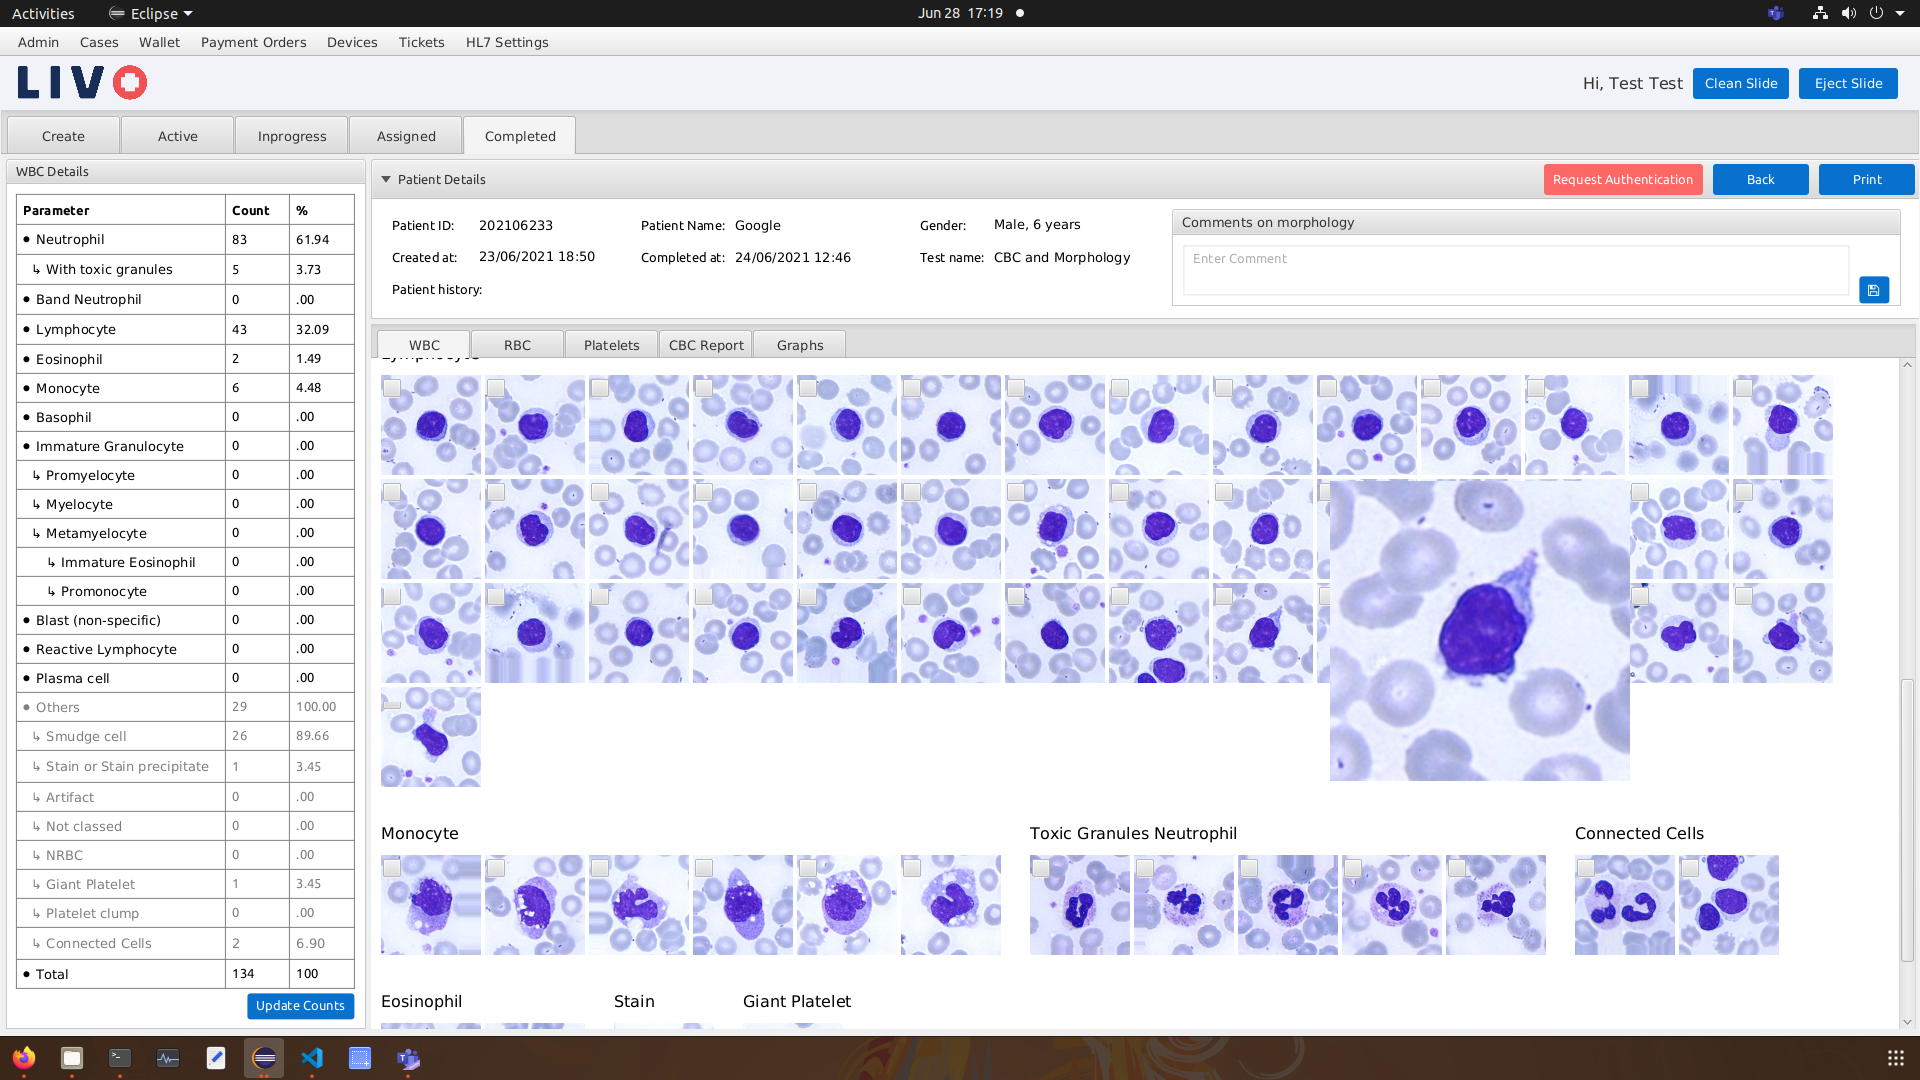 Activities Eclipse Jun 28 17:19
Admin Cases Wallet Payment Orders Devices Tickets HL7 Settings
LIVO
Hi, Test Test Clean Slide Eject Slide
Create Active Inprogress Assigned Completed
WBC Details
Parameter Count %
Neutrophil 83 61.94
↳ With toxic granules 5 3.73
Band Neutrophil 0 .00
Lymphocyte 43 32.09
Eosinophil 2 1.49
Monocyte 6 4.48
Basophil 0 .00
Immature Granulocyte 0 .00
↳ Promyelocyte 0 .00
↳ Myelocyte 0 .00
↳ Metamyelocyte 0 .00
↳ Immature Eosinophil 0 .00
↳ Promonocyte 0 .00
Blast (non-specific) 0 .00
Reactive Lymphocyte 0 .00
Plasma cell 0 .00
Others 29 100.00
↳ Smudge cell 26 89.66
↳ Stain or Stain precipitate 1 3.45
↳ Artifact 0 .00
↳ Not classed 0 .00
↳ NRBC 0 .00
↳ Giant Platelet 1 3.45
↳ Platelet clump 0 .00
↳ Connected Cells 2 6.90
Total 134 100
Update Counts
Patient Details Request Authentication Back Print
Patient ID: 202106233 Patient Name: Google Gender: Male, 6 years
Created at: 23/06/2021 18:50 Completed at: 24/06/2021 12:46 Test name: CBC and Morphology
Patient history:
Comments on morphology
Enter Comment
WBC RBC Platelets CBC Report Graphs
Lymphocyte
Monocyte Toxic Granules Neutrophil Connected Cells
Eosinophil Stain Giant Platelet